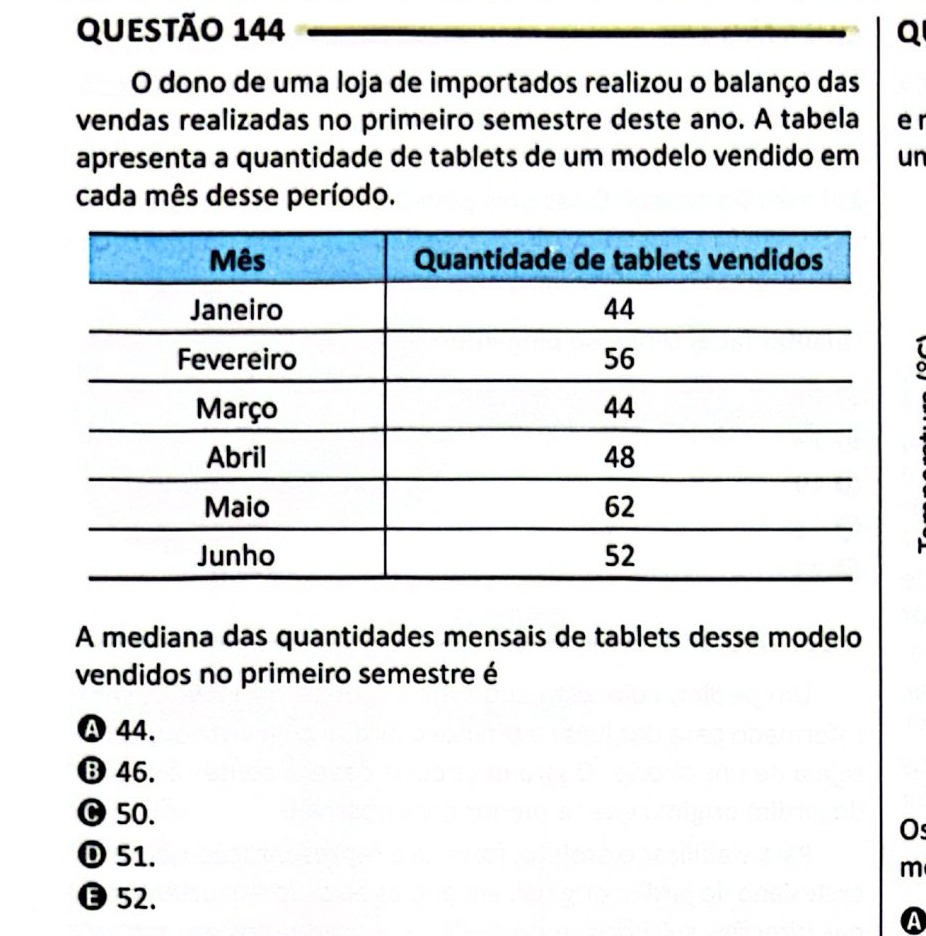 QUESTÃO 144
O dono de uma loja de importados realizou o balanço das
vendas realizadas no primeiro semestre deste ano. A tabela
apresenta a quantidade de tablets de um modelo vendido em
cada mês desse período.
Mês Quantidade de tablets vendidos
Janeiro 44
Fevereiro 56
Março 44
Abril 48
Maio 62
Junho 52
A mediana das quantidades mensais de tablets desse modelo
vendidos no primeiro semestre é
A 44.
B 46.
C 50.
D 51.
E 52.
Temperatura (°C)
Os
A